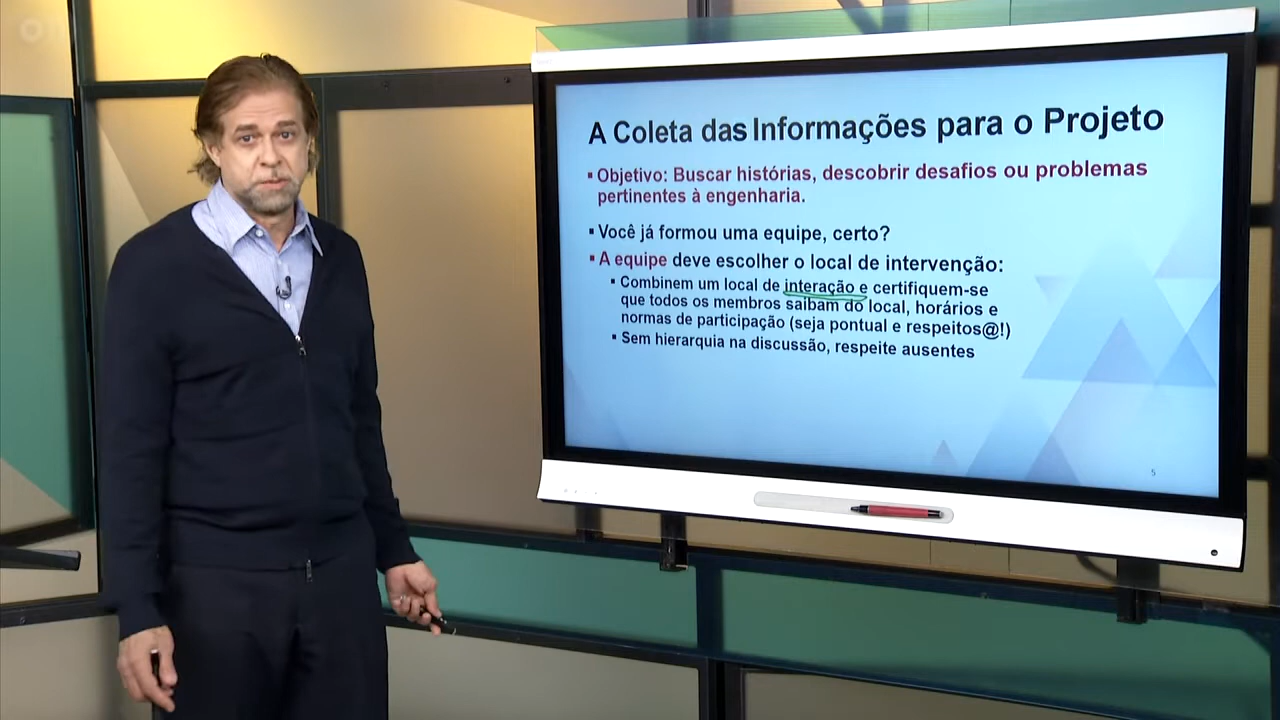 A Coleta das Informações para o Projeto
▪ Objetivo: Buscar histórias, descobrir desafios ou problemas
pertinentes à engenharia.
▪ Você já formou uma equipe, certo?
▪ A equipe deve escolher o local de intervenção:
▪ Combinem um local de interação e certifiquem-se
que todos os membros saibam do local, horários e
normas de participação (seja pontual e respeitos@!)
▪ Sem hierarquia na discussão, respeite ausentes
5